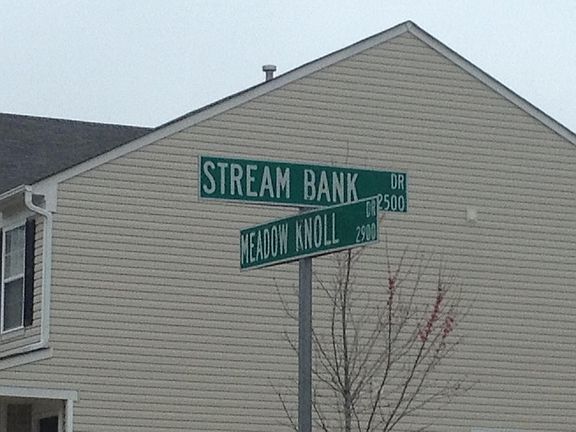 STREAM BANK DR 2500
MEADOW KNOLL DR 2900